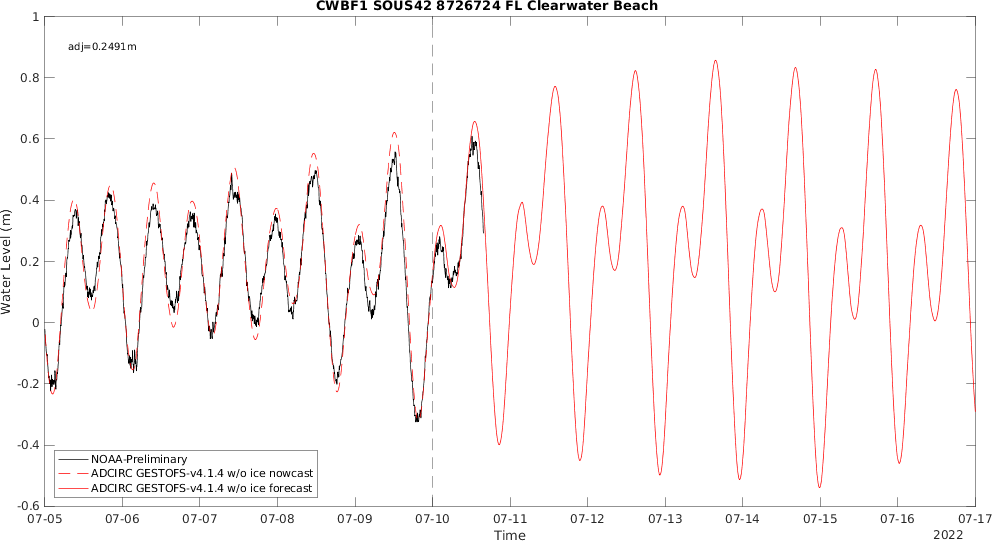 CWBF1 SOUS42 8726724 FL Clearwater Beach
1
adj=0.2491m
0.8
0.6
0.4
0.2
0
-0.2
-0.4
-0.6
Water Level (m)
NOAA-Preliminary
ADCIRC GESTOFS-v4.1.4 w/o ice nowcast
ADCIRC GESTOFS-v4.1.4 w/o ice forecast
07-05 07-06 07-07 07-08 07-09 07-10 07-11 07-12 07-13 07-14 07-15 07-16 07-17
Time
2022